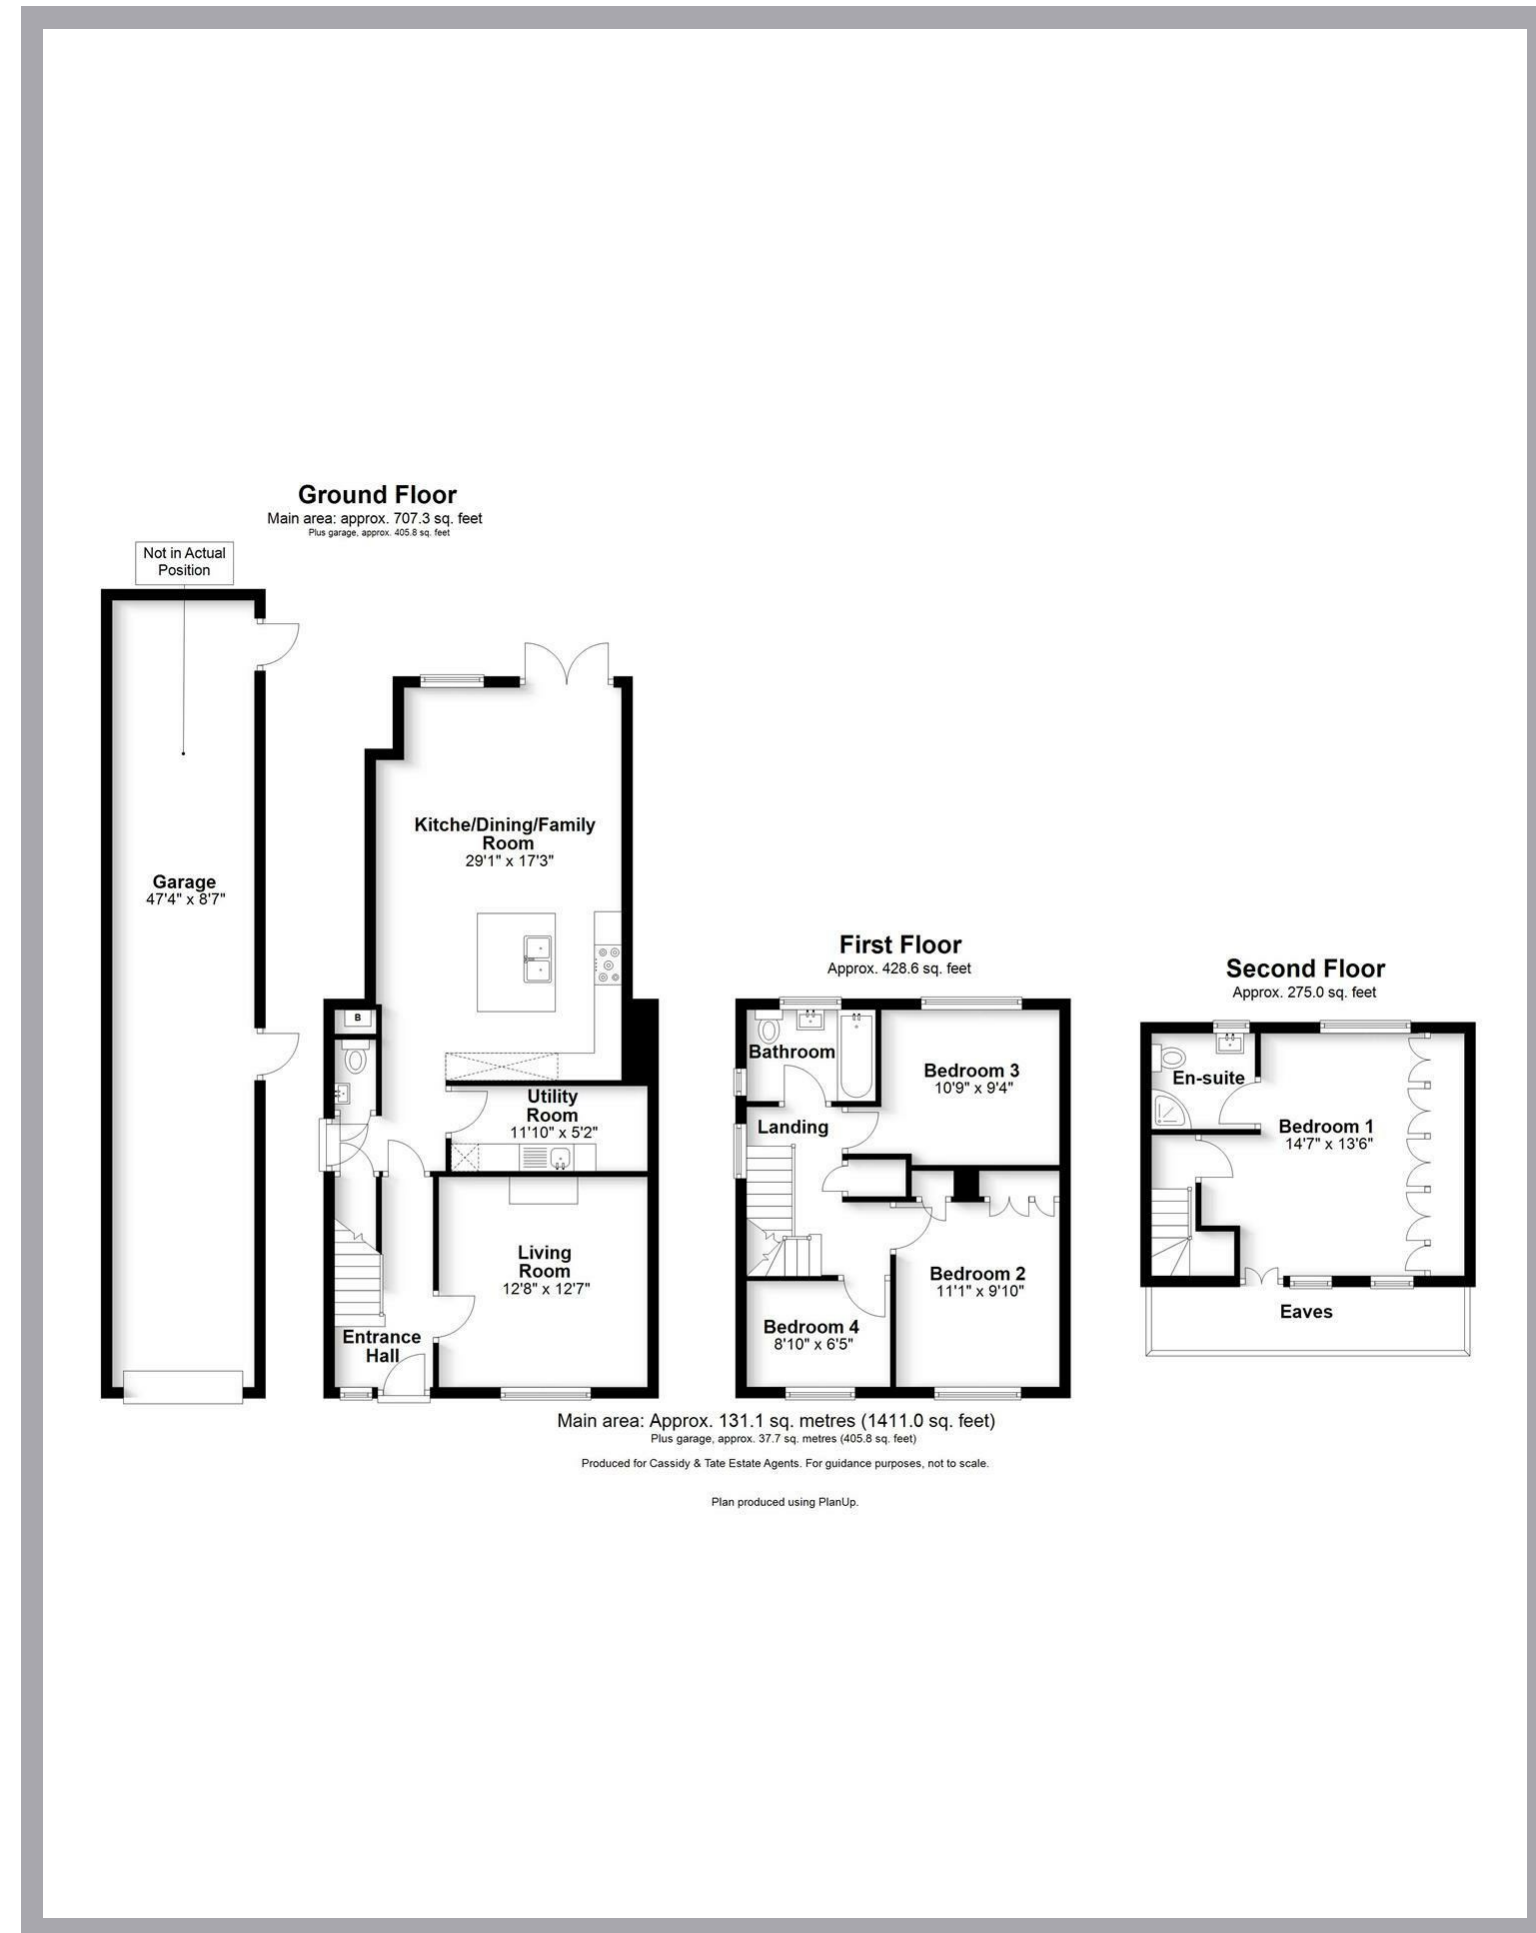 Ground Floor
Main area: approx. 707.3 sq. feet
Plus garage, approx. 405.8 sq. feet
Not in Actual
Position
Kitche/Dining/Family
Room
29'1" x 17'3"
Garage
47'4" x 8'7"
B
Utility
Room
11'10" x 5'2"
Living
Room
12'8" x 12'7"
Entrance
Hall
First Floor
Approx. 428.6 sq. feet
Bathroom
Bedroom 3
10'9" x 9'4"
Landing
Bedroom 2
11'1" x 9'10"
Bedroom 4
8'10" x 6'5"
Second Floor
Approx. 275.0 sq. feet
En-suite
Bedroom 1
14'7" x 13'6"
Eaves
Main area: Approx. 131.1 sq. metres (1411.0 sq. feet)
Plus garage, approx. 37.7 sq. metres (405.8 sq. feet)
Produced for Cassidy & Tate Estate Agents. For guidance purposes, not to scale.
Plan produced using PlanUp.